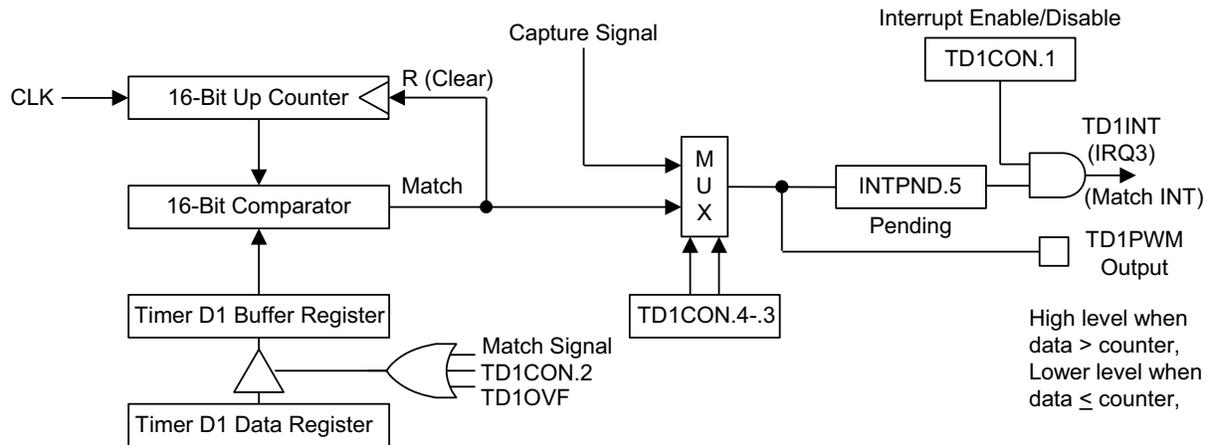 Interrupt Enable/Disable
Capture Signal
TD1CON.1
R (Clear)
CLK
16-Bit Up Counter
TD1INT
(IRQ3)
M
U
X
Match
16-Bit Comparator
INTPND.5
(Match INT)
Pending
TD1PWM
Output
Timer D1 Buffer Register
TD1CON.4-.3
High level when
data > counter,
Lower level when
data ≤ counter,
Match Signal
TD1CON.2
TD1OVF
Timer D1 Data Register